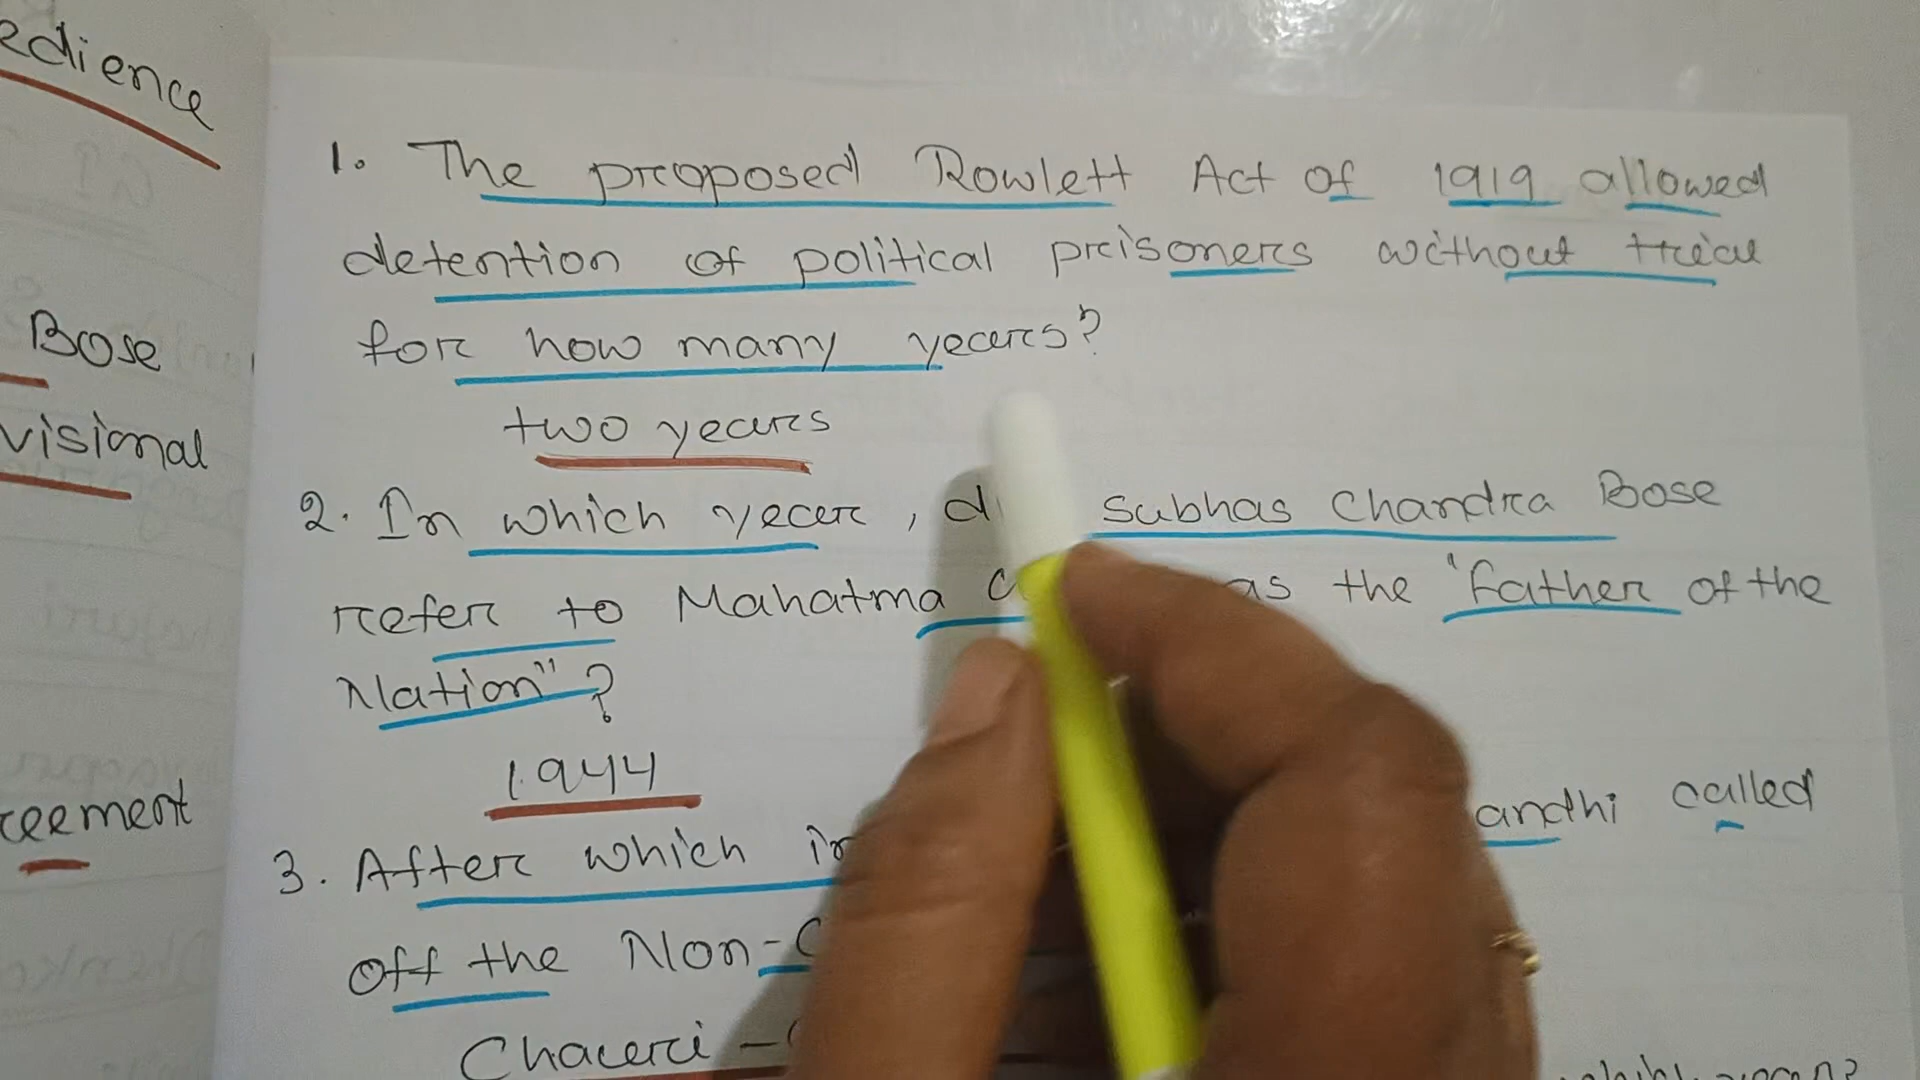 edience
Bose
visional
reement
1. The proposed Rowlett Act of 1919 allowed
detention of political prisoners without trial
for how many years?
two years
2. In which year, Subhas Chandra Bose
refer to Mahatma as the "Father of the
Nation"?
1944
3. After which andhi called
off the Non-C
Chauri -